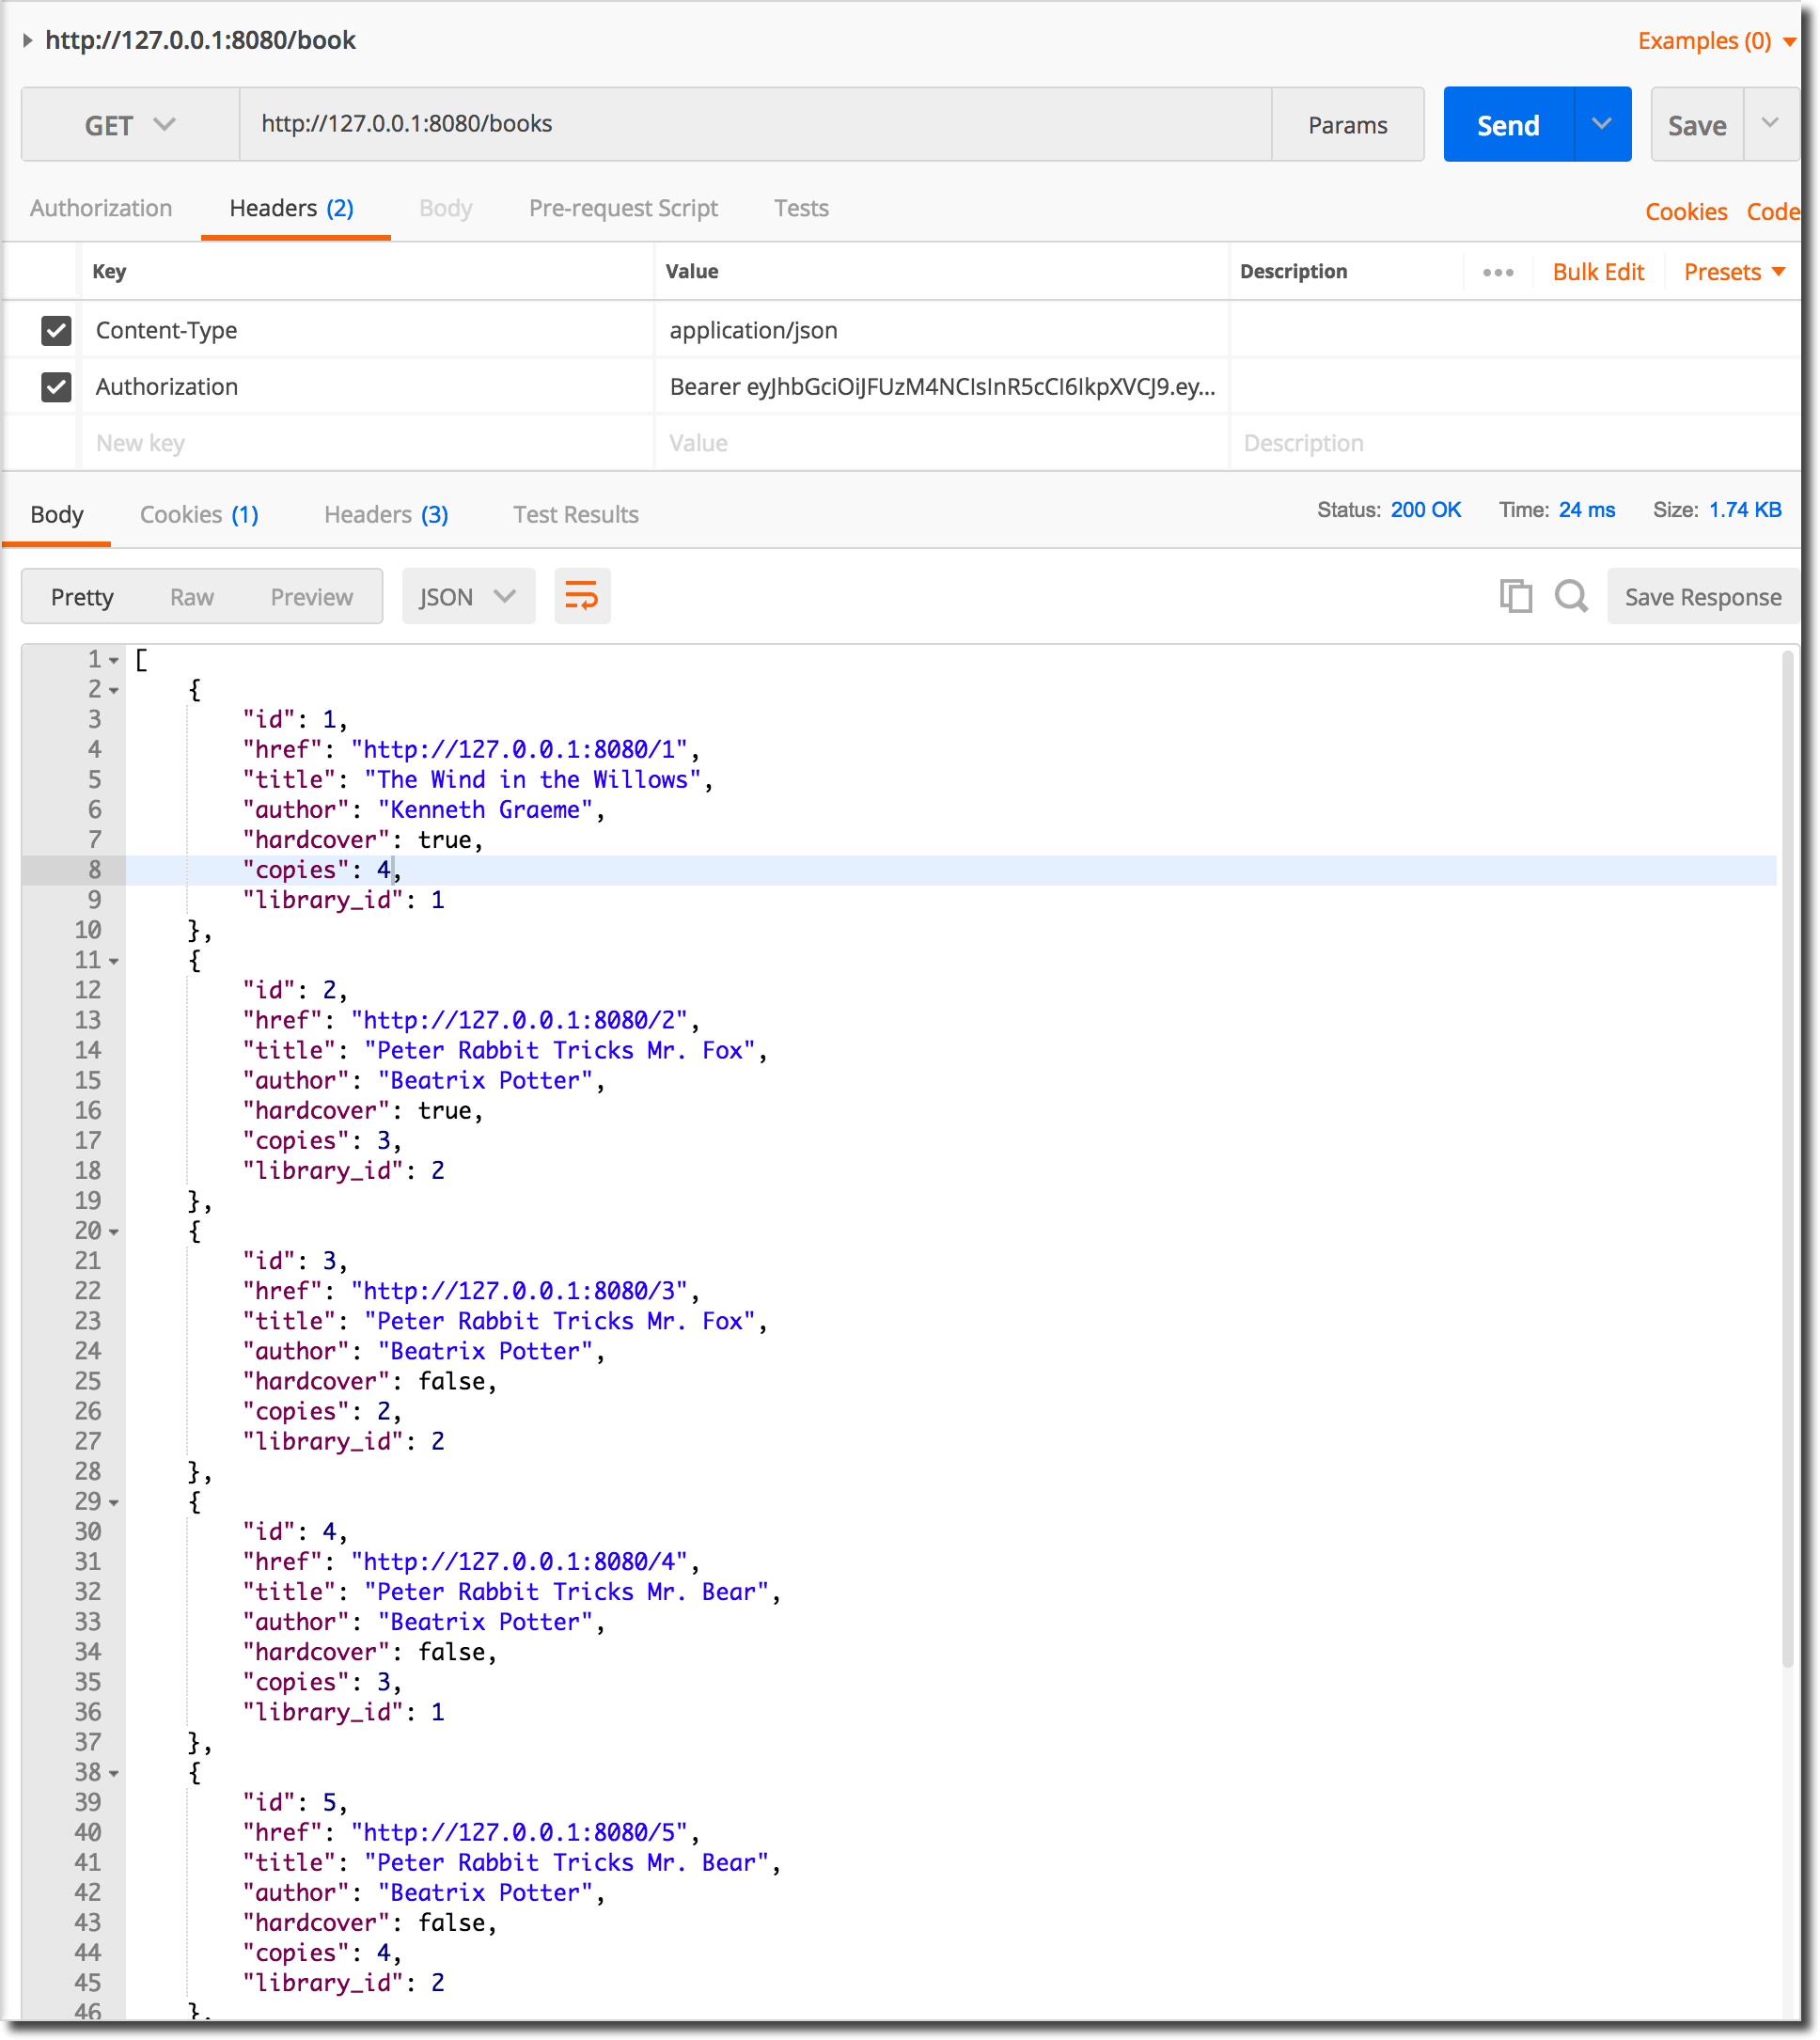 http://127.0.0.1:8080/book Examples (0)
GET http://127.0.0.1:8080/books Params Send Save
Authorization Headers (2) Body Pre-request Script Tests Cookies Code
Key Value Description ••• Bulk Edit Presets
Content-Type application/json
Authorization Bearer eyJhbGciOiJFUzM4NCIsInR5cCI6IkpXVCJ9.ey...
New key Value Description
Body Cookies (1) Headers (3) Test Results Status: 200 OK Time: 24 ms Size: 1.74 KB
Pretty Raw Preview JSON Save Response
1 [
2 {
3 "id": 1,
4 "href": "http://127.0.0.1:8080/1",
5 "title": "The Wind in the Willows",
6 "author": "Kenneth Graeme",
7 "hardcover": true,
8 "copies": 4,
9 "library_id": 1
10 },
11 {
12 "id": 2,
13 "href": "http://127.0.0.1:8080/2",
14 "title": "Peter Rabbit Tricks Mr. Fox",
15 "author": "Beatrix Potter",
16 "hardcover": true,
17 "copies": 3,
18 "library_id": 2
19 },
20 {
21 "id": 3,
22 "href": "http://127.0.0.1:8080/3",
23 "title": "Peter Rabbit Tricks Mr. Fox",
24 "author": "Beatrix Potter",
25 "hardcover": false,
26 "copies": 2,
27 "library_id": 2
28 },
29 {
30 "id": 4,
31 "href": "http://127.0.0.1:8080/4",
32 "title": "Peter Rabbit Tricks Mr. Bear",
33 "author": "Beatrix Potter",
34 "hardcover": false,
35 "copies": 3,
36 "library_id": 1
37 },
38 {
39 "id": 5,
40 "href": "http://127.0.0.1:8080/5",
41 "title": "Peter Rabbit Tricks Mr. Bear",
42 "author": "Beatrix Potter",
43 "hardcover": false,
44 "copies": 4,
45 "library_id": 2
46 },